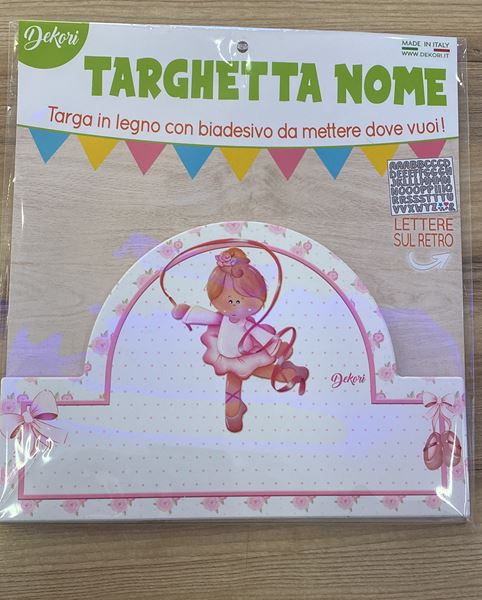 Dekori
MADE IN ITALY
WWW.DEKORI.IT
TARGHETTA NOME
Targa in legno con biadesivo da mettere dove vuoi!
LETTERE
SUL RETRO
Dekori